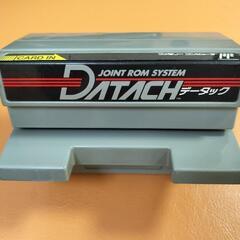 CARD IN
JOINT ROM SYSTEM
DATACH データック